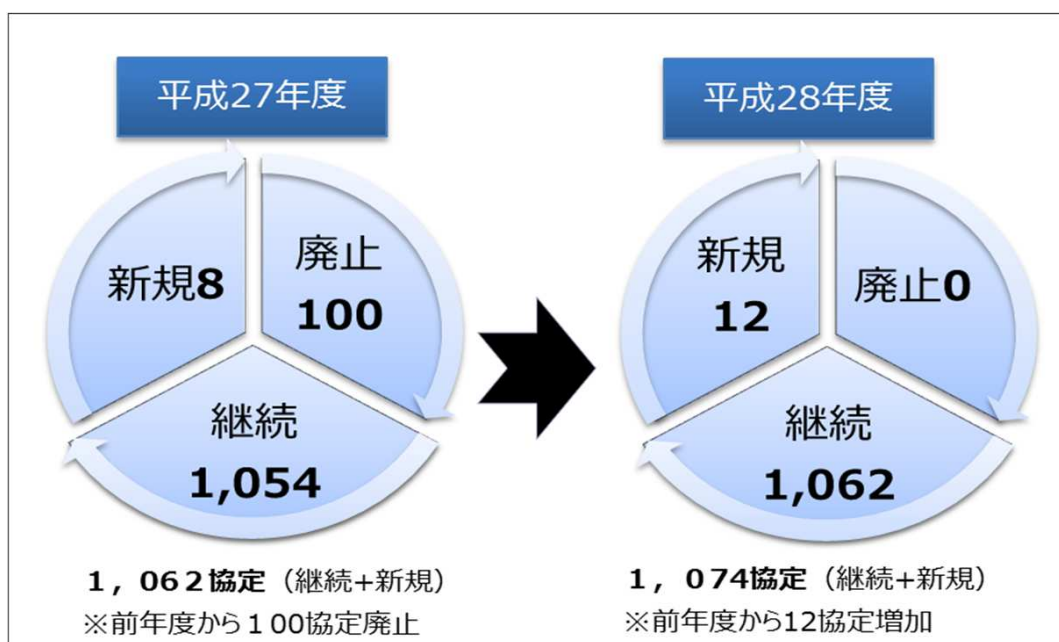 平成27年度
新規8
廃止
100
継続
1,054
1,062協定（継続+新規）
※前年度から１００協定廃止
平成28年度
新規
12
廃止0
継続
1,062
1，074協定（継続+新規）
※前年度から12協定増加